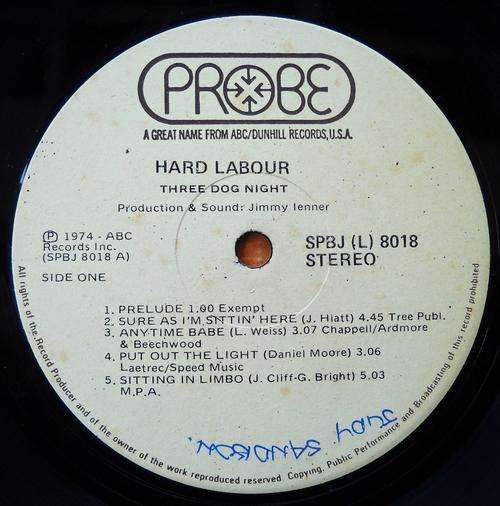 PROBE
A GREAT NAME FROM ABC/DUNHILL RECORDS, U.S.A.
HARD LABOUR
THREE DOG NIGHT
Production & Sound: Jimmy Ienner
Ⓟ 1974 - ABC
Records Inc.
(SPBJ 8018 A)
SIDE ONE
SPBJ (L) 8018
STEREO
1. PRELUDE 1.00 Exempt
2. SURE AS I'M SITTIN' HERE (J. Hiatt) 4.45 Tree Publ.
3. ANYTIME BABE (L. Weiss) 3.07 Chappell/Ardmore
& Beechwood
4. PUT OUT THE LIGHT (Daniel Moore) 3.06
Laetrec/Speed Music
5. SITTING IN LIMBO (J. Cliff-G. Bright) 5.03
M.P.A.
All rights of the Record Producer and of the owner of the work reproduced reserved. Copying, Public Performance and Broadcasting of this record prohibited
JUDY